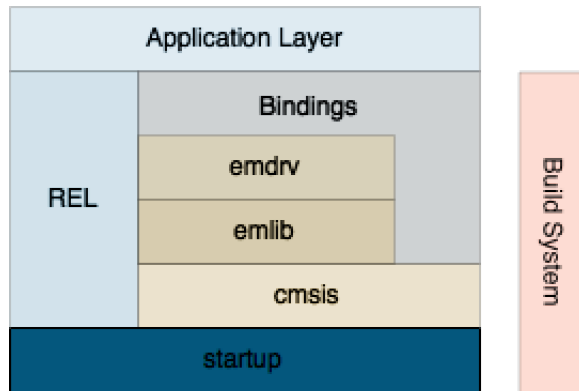 Application Layer
Bindings
emdrv
REL
emlib
cmsis
startup
Build System